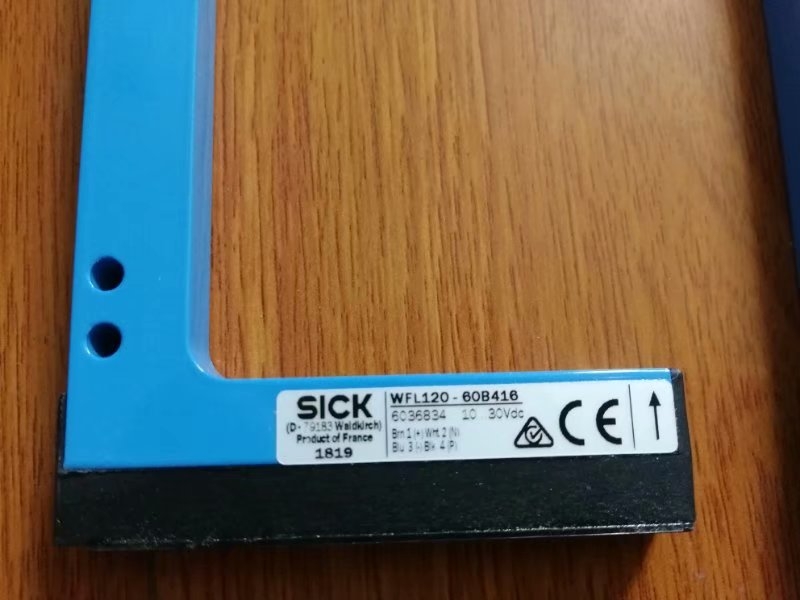 SICK
(D-79183 Waldkirch)
Product of France
1819
WFL120-60B416
6036834 10 30Vdc
Brn 1(+) Wht 2(N)
Blu 3(-) Blk 4(P)
CE